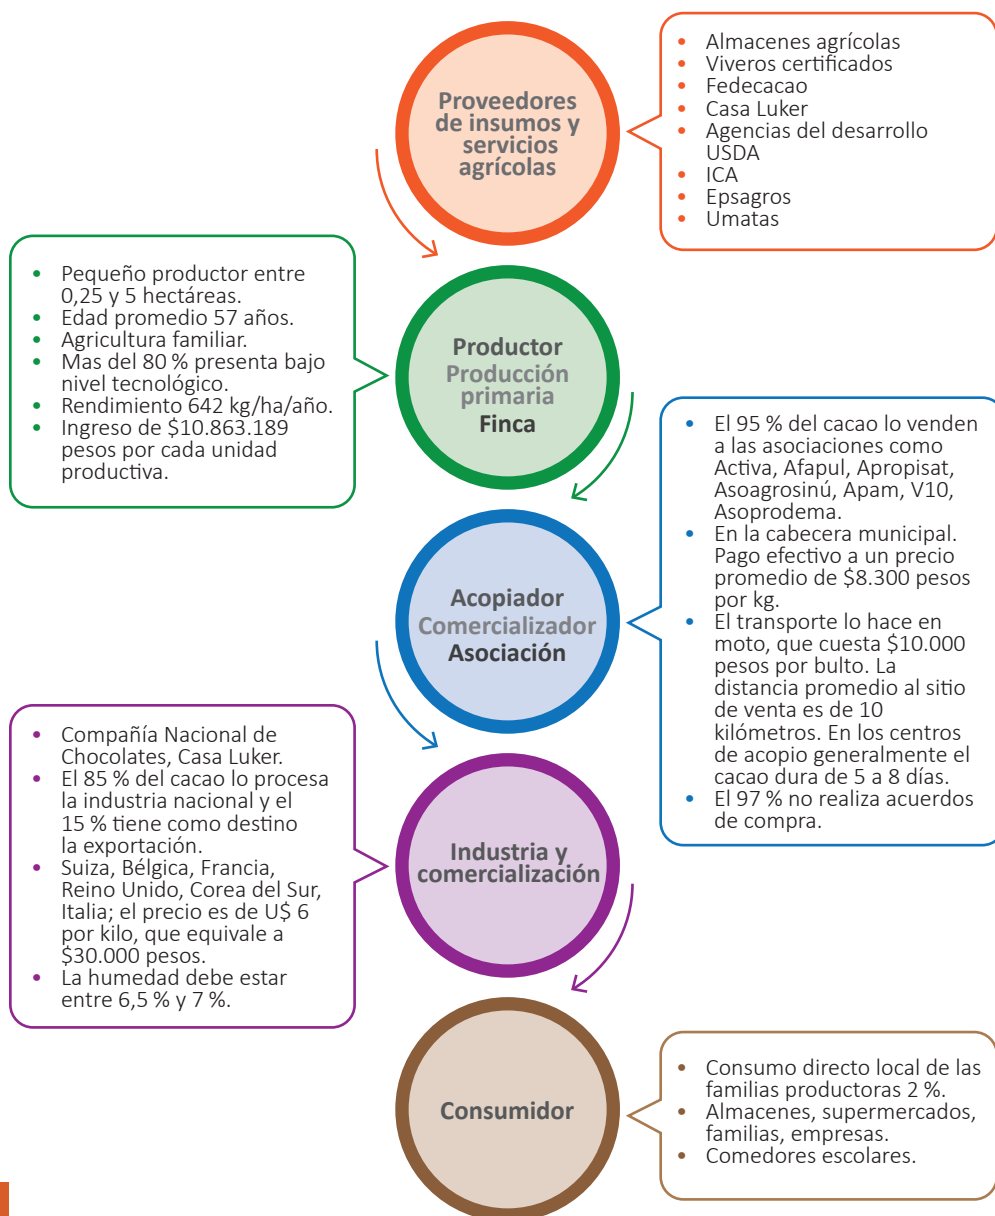 Proveedores
de insumos y
servicios
agrícolas
• Almacenes agrícolas
• Viveros certificados
• Fedecacao
• Casa Luker
• Agencias del desarrollo
USDA
• ICA
• Epsagros
• Umatas
• Pequeño productor entre
0,25 y 5 hectáreas.
• Edad promedio 57 años.
• Agricultura familiar.
• Mas del 80 % presenta bajo
nivel tecnológico.
• Rendimiento 642 kg/ha/año.
• Ingreso de $10.863.189
pesos por cada unidad
productiva.
Productor
Producción
primaria
Finca
• El 95 % del cacao lo venden
a las asociaciones como
Activa, Afapul, Apropisat,
Asoagrosinú, Apam, V10,
Asoprodema.
• En la cabecera municipal.
Pago efectivo a un precio
promedio de $8.300 pesos
por kg.
• El transporte lo hace en
moto, que cuesta $10.000
pesos por bulto. La
distancia promedio al sitio
de venta es de 10
kilómetros. En los centros
de acopio generalmente el
cacao dura de 5 a 8 días.
• El 97 % no realiza acuerdos
de compra.
Acopiador
Comercializador
Asociación
• Compañía Nacional de
Chocolates, Casa Luker.
• El 85 % del cacao lo procesa
la industria nacional y el
15 % tiene como destino
la exportación.
• Suiza, Bélgica, Francia,
Reino Unido, Corea del Sur,
Italia; el precio es de U$ 6
por kilo, que equivale a
$30.000 pesos.
• La humedad debe estar
entre 6,5 % y 7 %.
Industria y
comercialización
Consumidor
• Consumo directo local de las
familias productoras 2 %.
• Almacenes, supermercados,
familias, empresas.
• Comedores escolares.